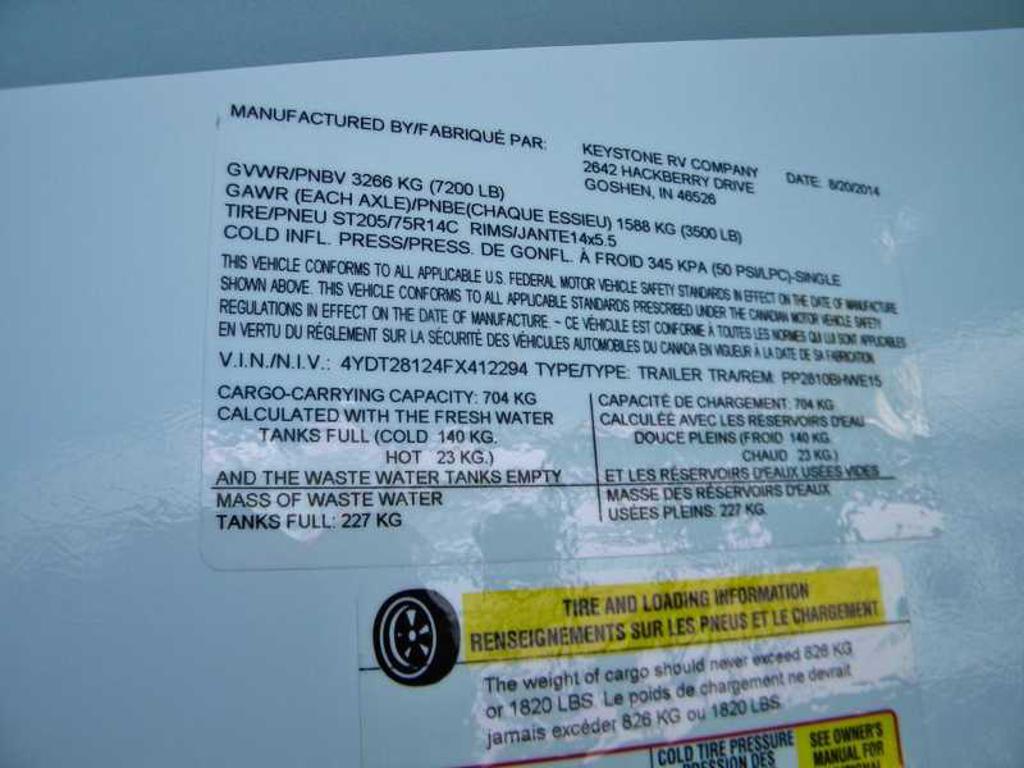 MANUFACTURED BY/FABRIQUÉ PAR: KEYSTONE RV COMPANY DATE: 8/20/2014
2642 HACKBERRY DRIVE
GOSHEN, IN 46526
GVWR/PNBV 3266 KG (7200 LB)
GAWR (EACH AXLE)/PNBE(CHAQUE ESSIEU) 1588 KG (3500 LB)
TIRE/PNEU ST205/75R14C RIMS/JANTE14x5.5
COLD INFL. PRESS/PRESS. DE GONFL. À FROID 345 KPA (50 PSI/LPC)-SINGLE
THIS VEHICLE CONFORMS TO ALL APPLICABLE U.S. FEDERAL MOTOR VEHICLE SAFETY STANDARDS IN EFFECT ON THE DATE OF MANUFACTURE
SHOWN ABOVE. THIS VEHICLE CONFORMS TO ALL APPLICABLE STANDARDS PRESCRIBED UNDER THE CANADIAN MOTOR VEHICLE SAFETY
REGULATIONS IN EFFECT ON THE DATE OF MANUFACTURE. - CE VÉHICULE EST CONFORME À TOUTES LES NORMES QUI LUI SONT APPLICABLES
EN VERTU DU RÉGLEMENT SUR LA SÉCURITÉ DES VÉHICULES AUTOMOBILES DU CANADA EN VIGUEUR À LA DATE DE SA FABRICATION
V.I.N./N.I.V.: 4YDT28124FX412294 TYPE/TYPE: TRAILER TRA/REM: PP2810BHWE15
CARGO-CARRYING CAPACITY: 704 KG
CALCULATED WITH THE FRESH WATER
TANKS FULL (COLD 140 KG.
HOT 23 KG.)
AND THE WASTE WATER TANKS EMPTY
MASS OF WASTE WATER
TANKS FULL: 227 KG
CAPACITÉ DE CHARGEMENT: 704 KG
CALCULÉE AVEC LES RÉSERVOIRS D'EAU
DOUCE PLEINS (FROID 140 KG
CHAUD 23 KG.)
ET LES RÉSERVOIRS D'EAUX USÉES VIDES
MASSE DES RÉSERVOIRS D'EAUX
USÉES PLEINS: 227 KG
TIRE AND LOADING INFORMATION
RENSEIGNEMENTS SUR LES PNEUS ET LE CHARGEMENT
The weight of cargo should never exceed 826 KG
or 1820 LBS. Le poids de chargement ne devrait
jamais excéder 826 KG ou 1820 LBS
COLD TIRE PRESSURE
PRESSION DES
SEE OWNER'S
MANUAL FOR